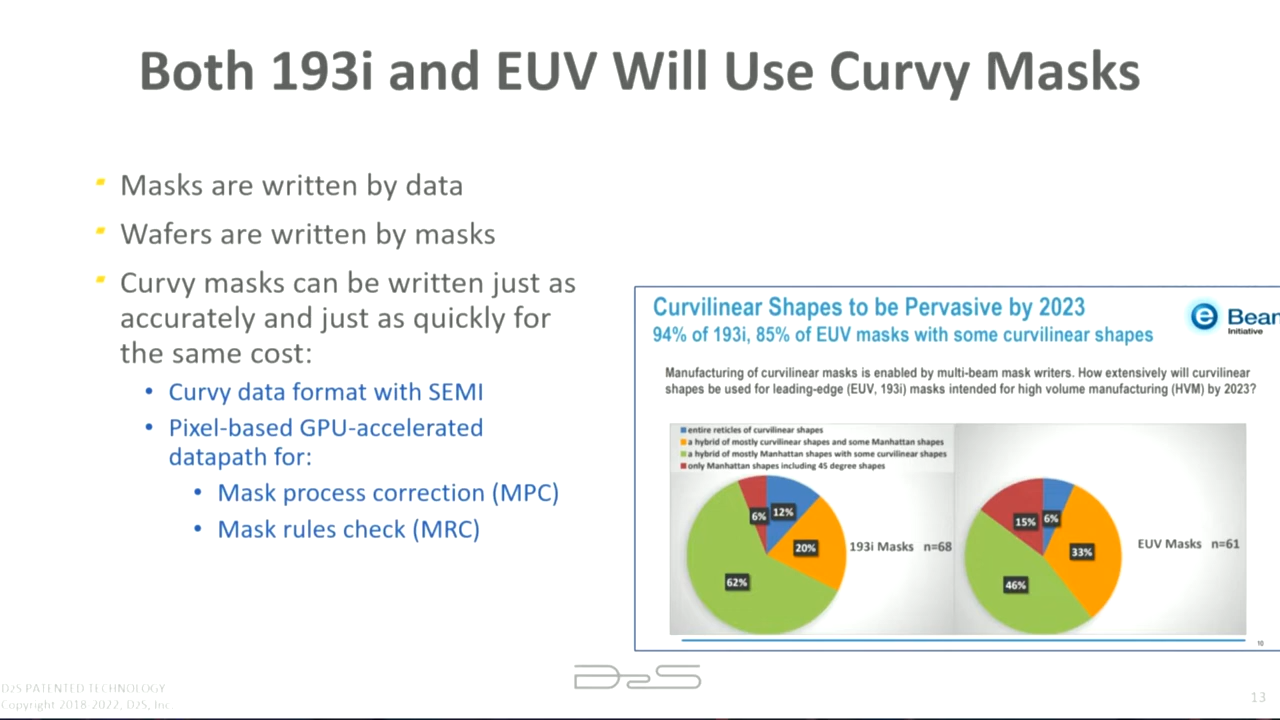 Both 193i and EUV Will Use Curvy Masks
Masks are written by data
Wafers are written by masks
Curvy masks can be written just as
accurately and just as quickly for
the same cost:
Curvy data format with SEMI
Pixel-based GPU-accelerated
datapath for:
Mask process correction (MPC)
Mask rules check (MRC)
Curvilinear Shapes to be Pervasive by 2023
94% of 193i, 85% of EUV masks with some curvilinear shapes
e Bean
Initiative
Manufacturing of curvilinear masks is enabled by multi-beam mask writers. How extensively will curvilinear
shapes be used for leading-edge (EUV, 193i) masks intended for high volume manufacturing (HVM) by 2023?
entire reticles of curvilinear shapes
a hybrid of mostly curvilinear shapes and some Manhattan shapes
a hybrid of mostly Manhattan shapes with some curvilinear shapes
only Manhattan shapes including 45 degree shapes
6%
12%
20%
62%
193i Masks n=68
15%
6%
33%
46%
EUV Masks n=61
10
D2S
D2S PATENTED TECHNOLOGY
Copyright 2018-2022, D2S, Inc.
13